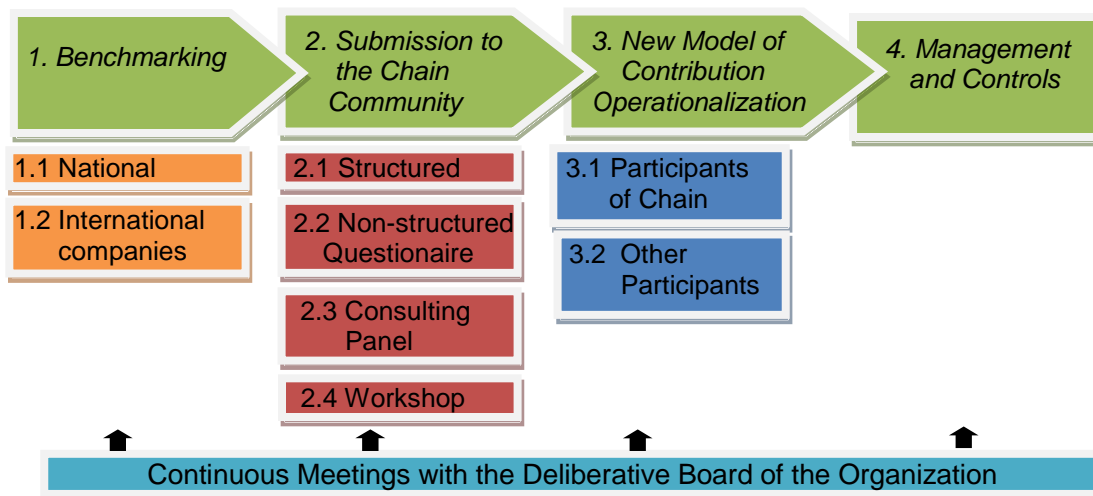 1. Benchmarking
2. Submission to
the Chain
Community
3. New Model of
Contribution
Operationalization
4. Management
and Controls
1.1 National
1.2 International
companies
2.1 Structured
2.2 Non-structured
Questionaire
2.3 Consulting
Panel
2.4 Workshop
3.1 Participants
of Chain
3.2 Other
Participants
Continuous Meetings with the Deliberative Board of the Organization